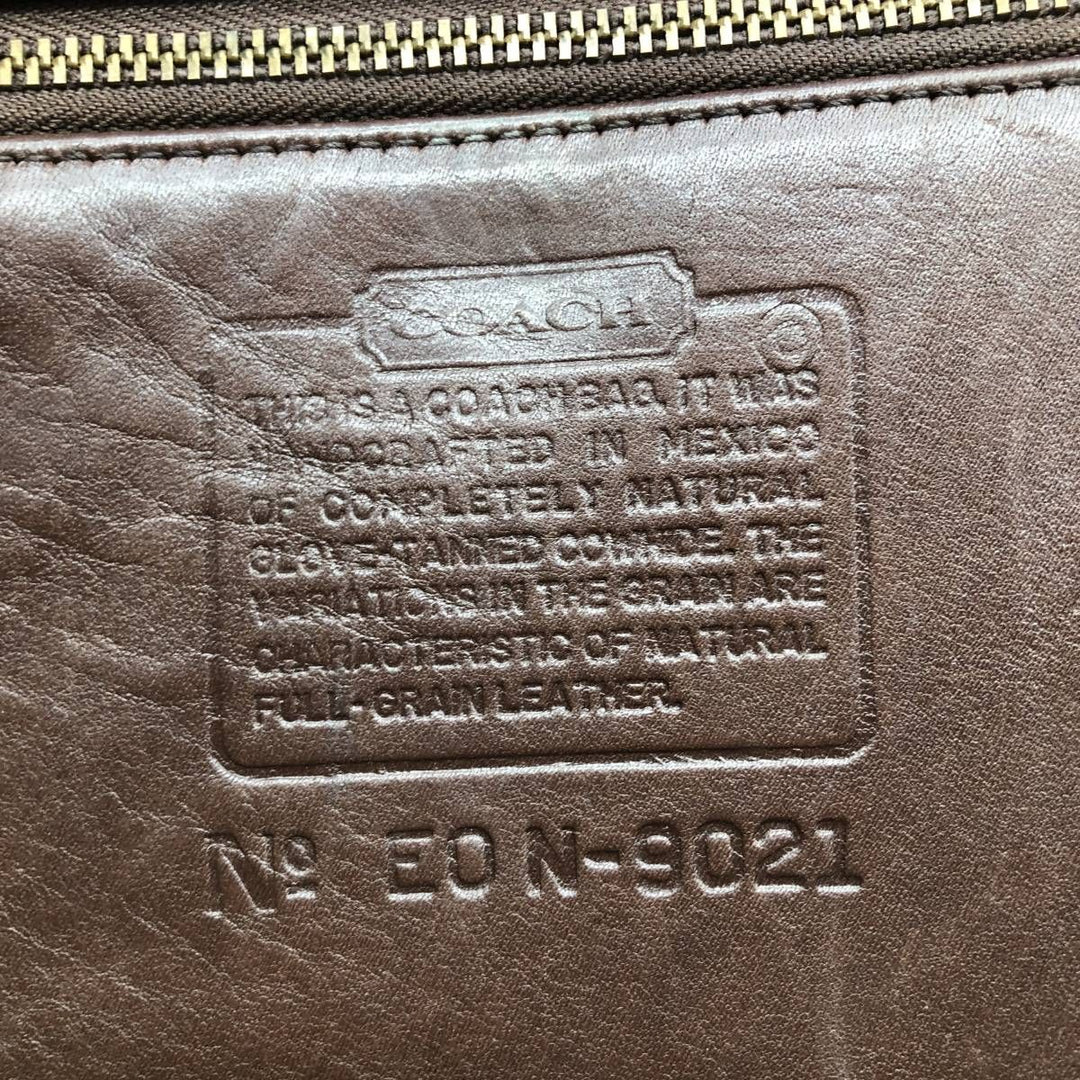 COACH
©
THIS IS A COACH BAG. IT WAS
HANDCRAFTED IN MEXICO
OF COMPLETELY NATURAL
GLOVE-TANNED COWHIDE. THE
VARIATIONS IN THE GRAIN ARE
CHARACTERISTIC OF NATURAL
FULL-GRAIN LEATHER.
Nº EON-9021